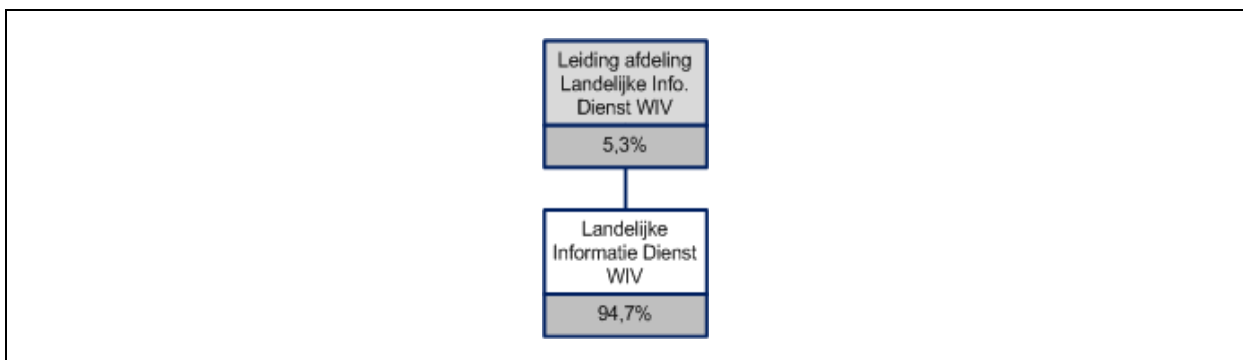 Leiding afdeling
Landelijke Info.
Dienst WIV
5,3%
Landelijke
Informatie Dienst
WIV
94,7%